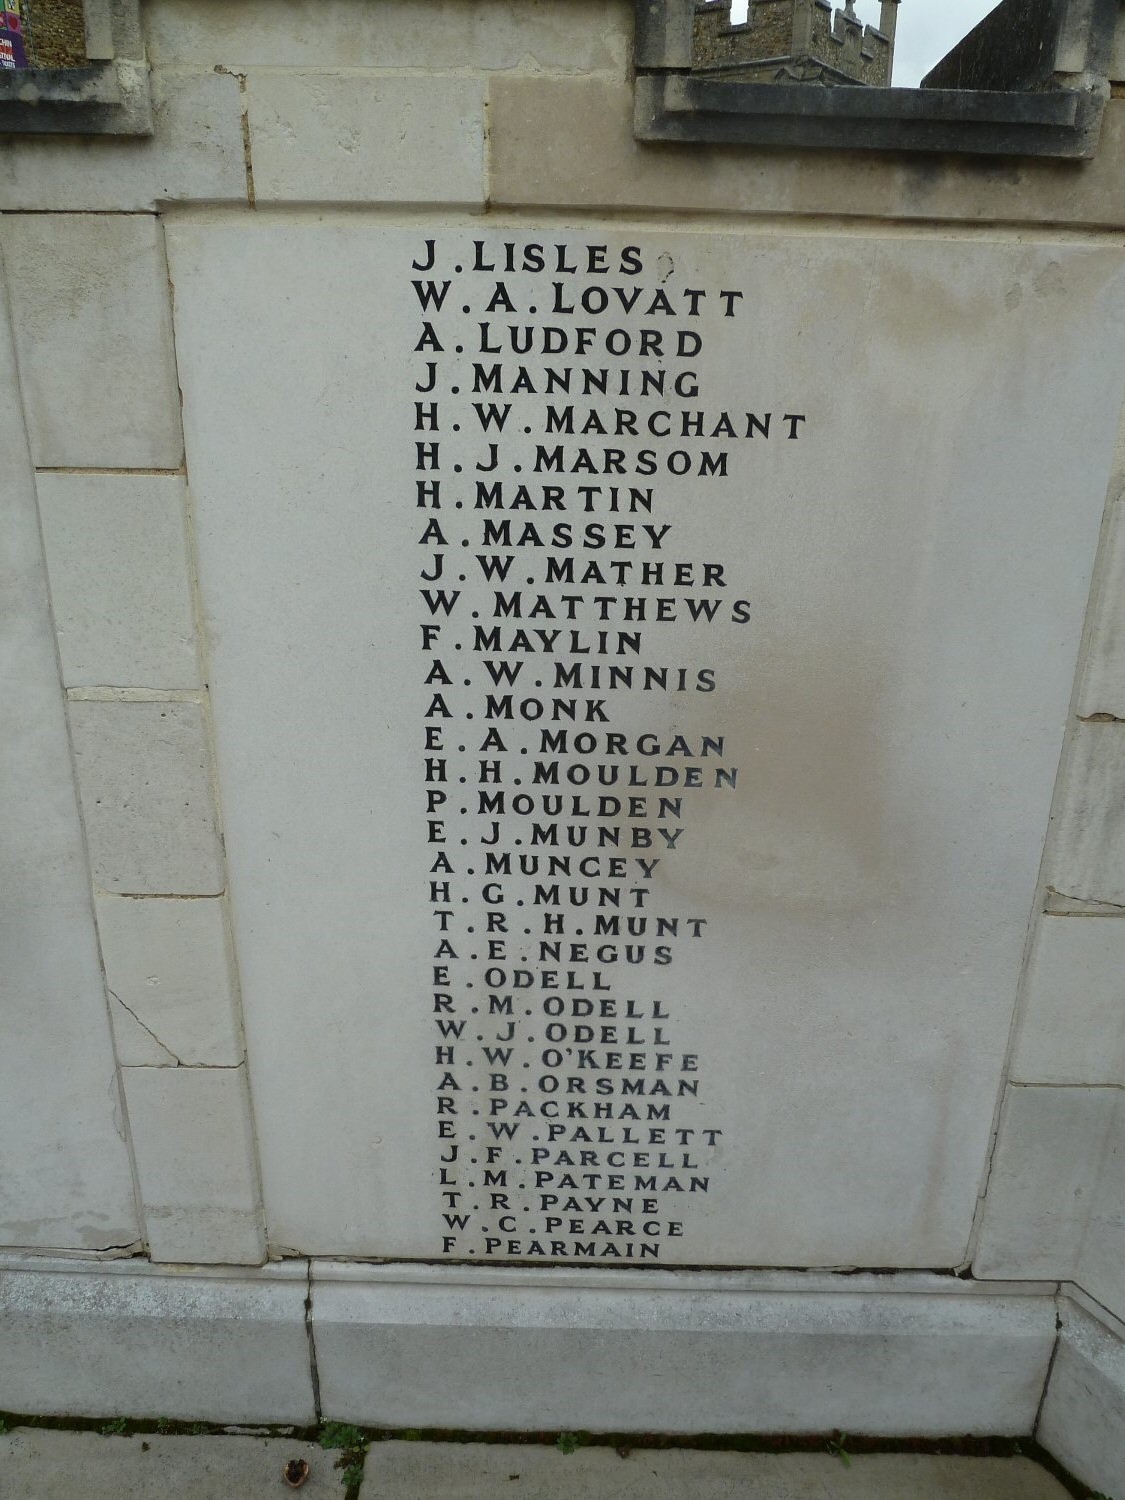 J. LISLES
W. A. LOVATT
A. LUDFORD
J. MANNING
H. W. MARCHANT
H. J. MARSOM
H. MARTIN
A. MASSEY
J. W. MATHER
W. MATTHEWS
F. MAYLIN
A. W. MINNIS
A. MONK
E. A. MORGAN
H. H. MOULDEN
P. MOULDEN
E. J. MUNBY
A. MUNCEY
H. G. MUNT
T. R. H. MUNT
A. E. NEGUS
E. ODELL
R. M. ODELL
W. J. ODELL
H. W. O'KEEFE
A. B. ORSMAN
R. PACKHAM
E. W. PALLETT
J. F. PARCELL
L. M. PATEMAN
T. R. PAYNE
W. C. PEARCE
F. PEARMAIN